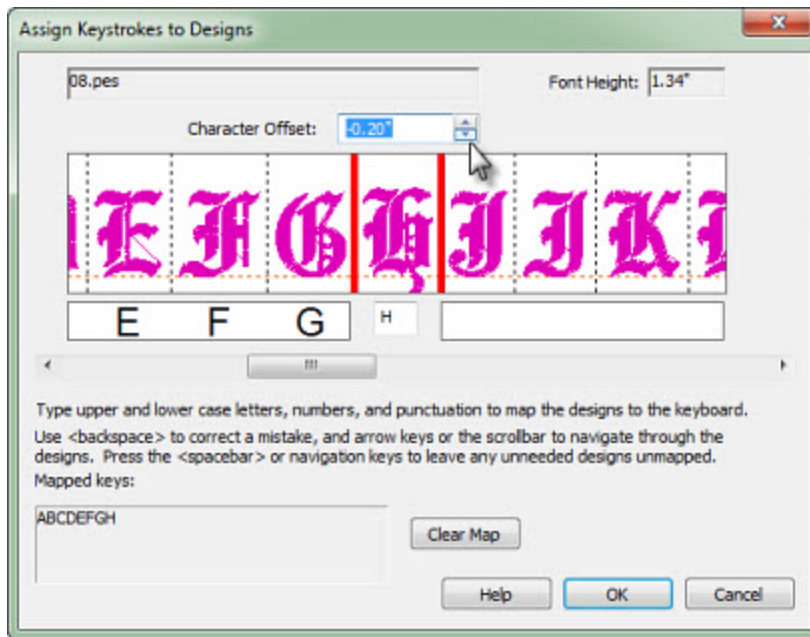 Assign Keystrokes to Designs
08.pes
Font Height: 1.34"
Character Offset: -0.20"
E F G H I J K
E F G H
Type upper and lower case letters, numbers, and punctuation to map the designs to the keyboard.
Use <backspace> to correct a mistake, and arrow keys or the scrollbar to navigate through the
designs. Press the <spacebar> or navigation keys to leave any unneeded designs unmapped.
Mapped keys:
ABCDEFGH
Clear Map
Help OK Cancel